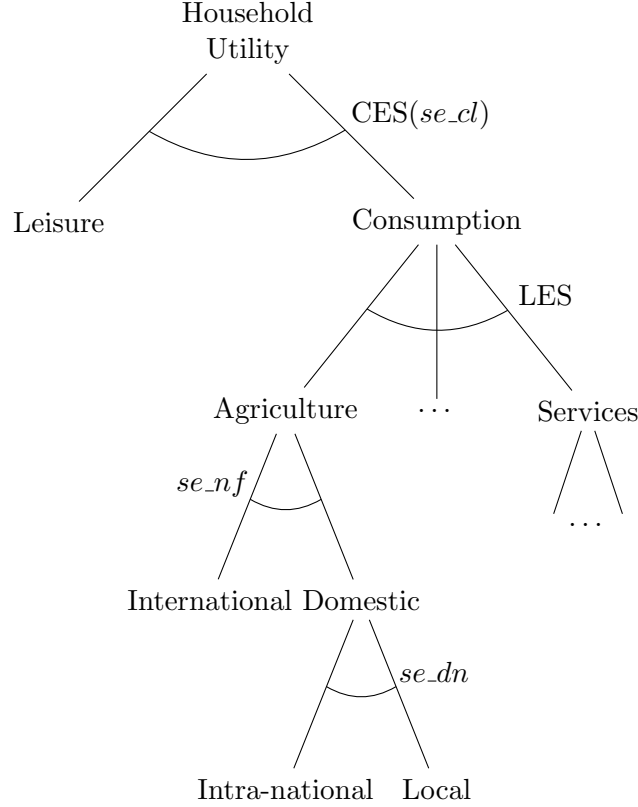 Household
Utility
CES(se_cl)
Leisure
Consumption
LES
Agriculture
...
Services
se_nf
...
International
Domestic
se_dn
Intra-national
Local